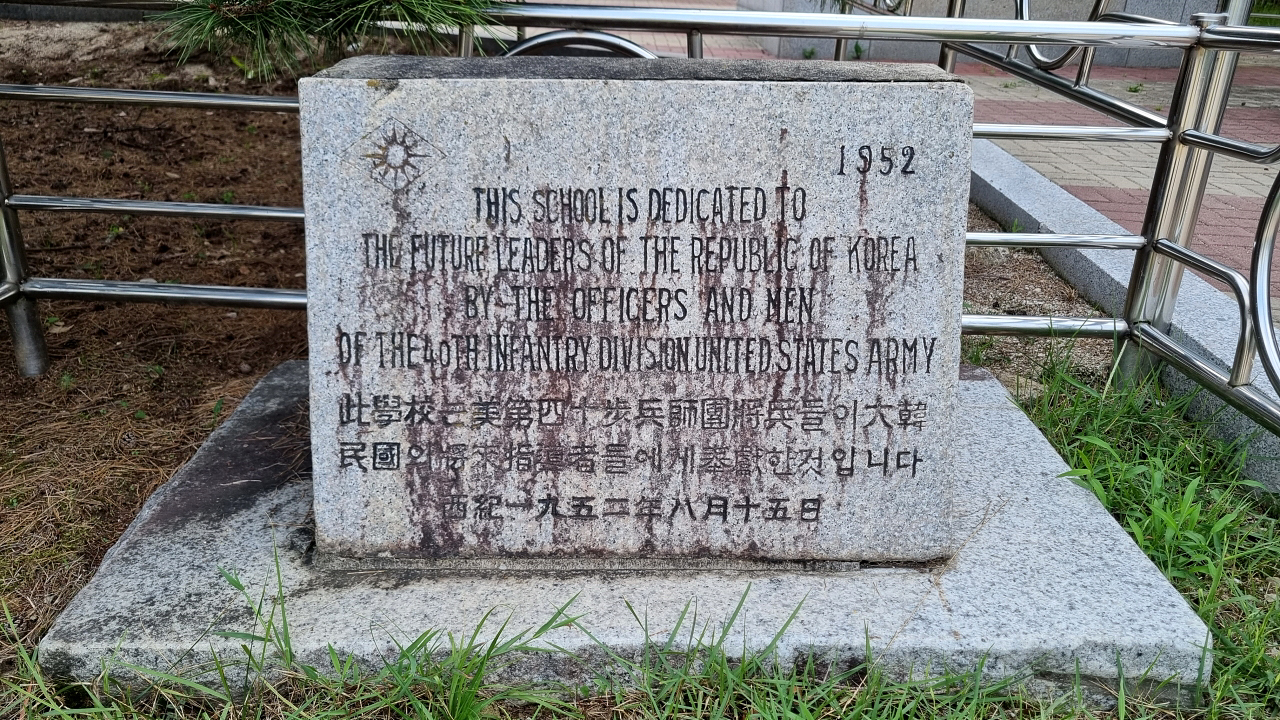 1952
THIS SCHOOL IS DEDICATED TO
THE FUTURE LEADERS OF THE REPUBLIC OF KOREA
BY THE OFFICERS AND MEN
OF THE 40TH INFANTRY DIVISION UNITED STATES ARMY
此學校는美第四十步兵師團將兵들이大韓
民國의將來指導者들에게奉獻한것입니다
西紀一九五二年八月十五日